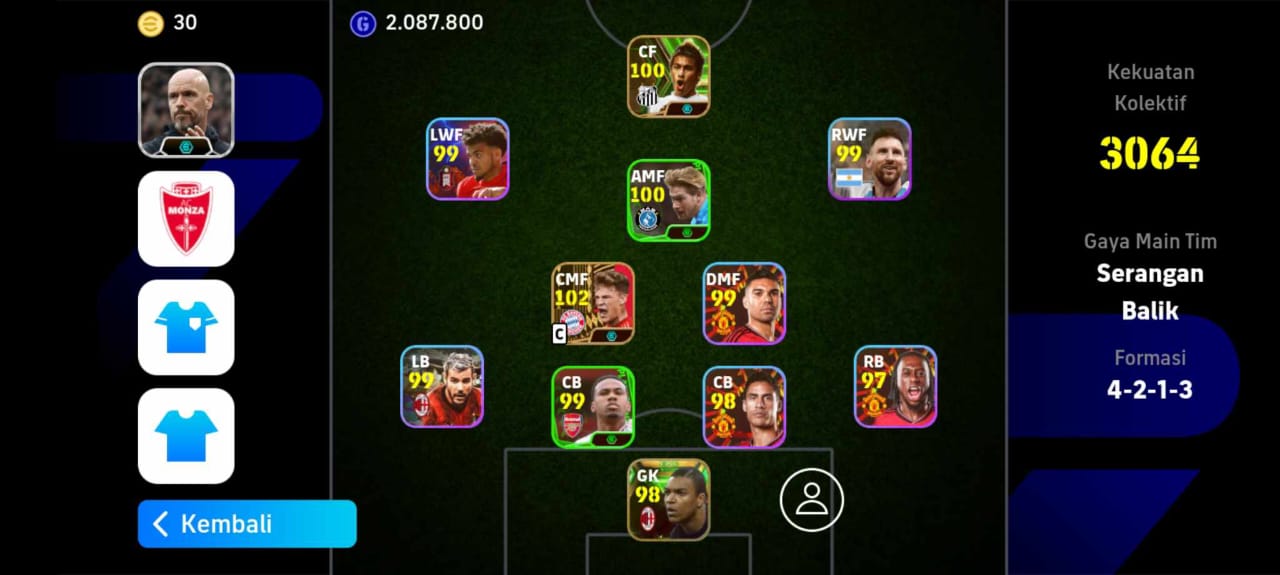 30
2.087.800
MONZA
Kembali
CF
100
LWF
99
RWF
99
AMF
100
CMF
102
C
DMF
99
LB
99
CB
99
CB
98
RB
97
GK
98
Kekuatan
Kolektif
3064
Gaya Main Tim
Serangan
Balik
Formasi
4-2-1-3